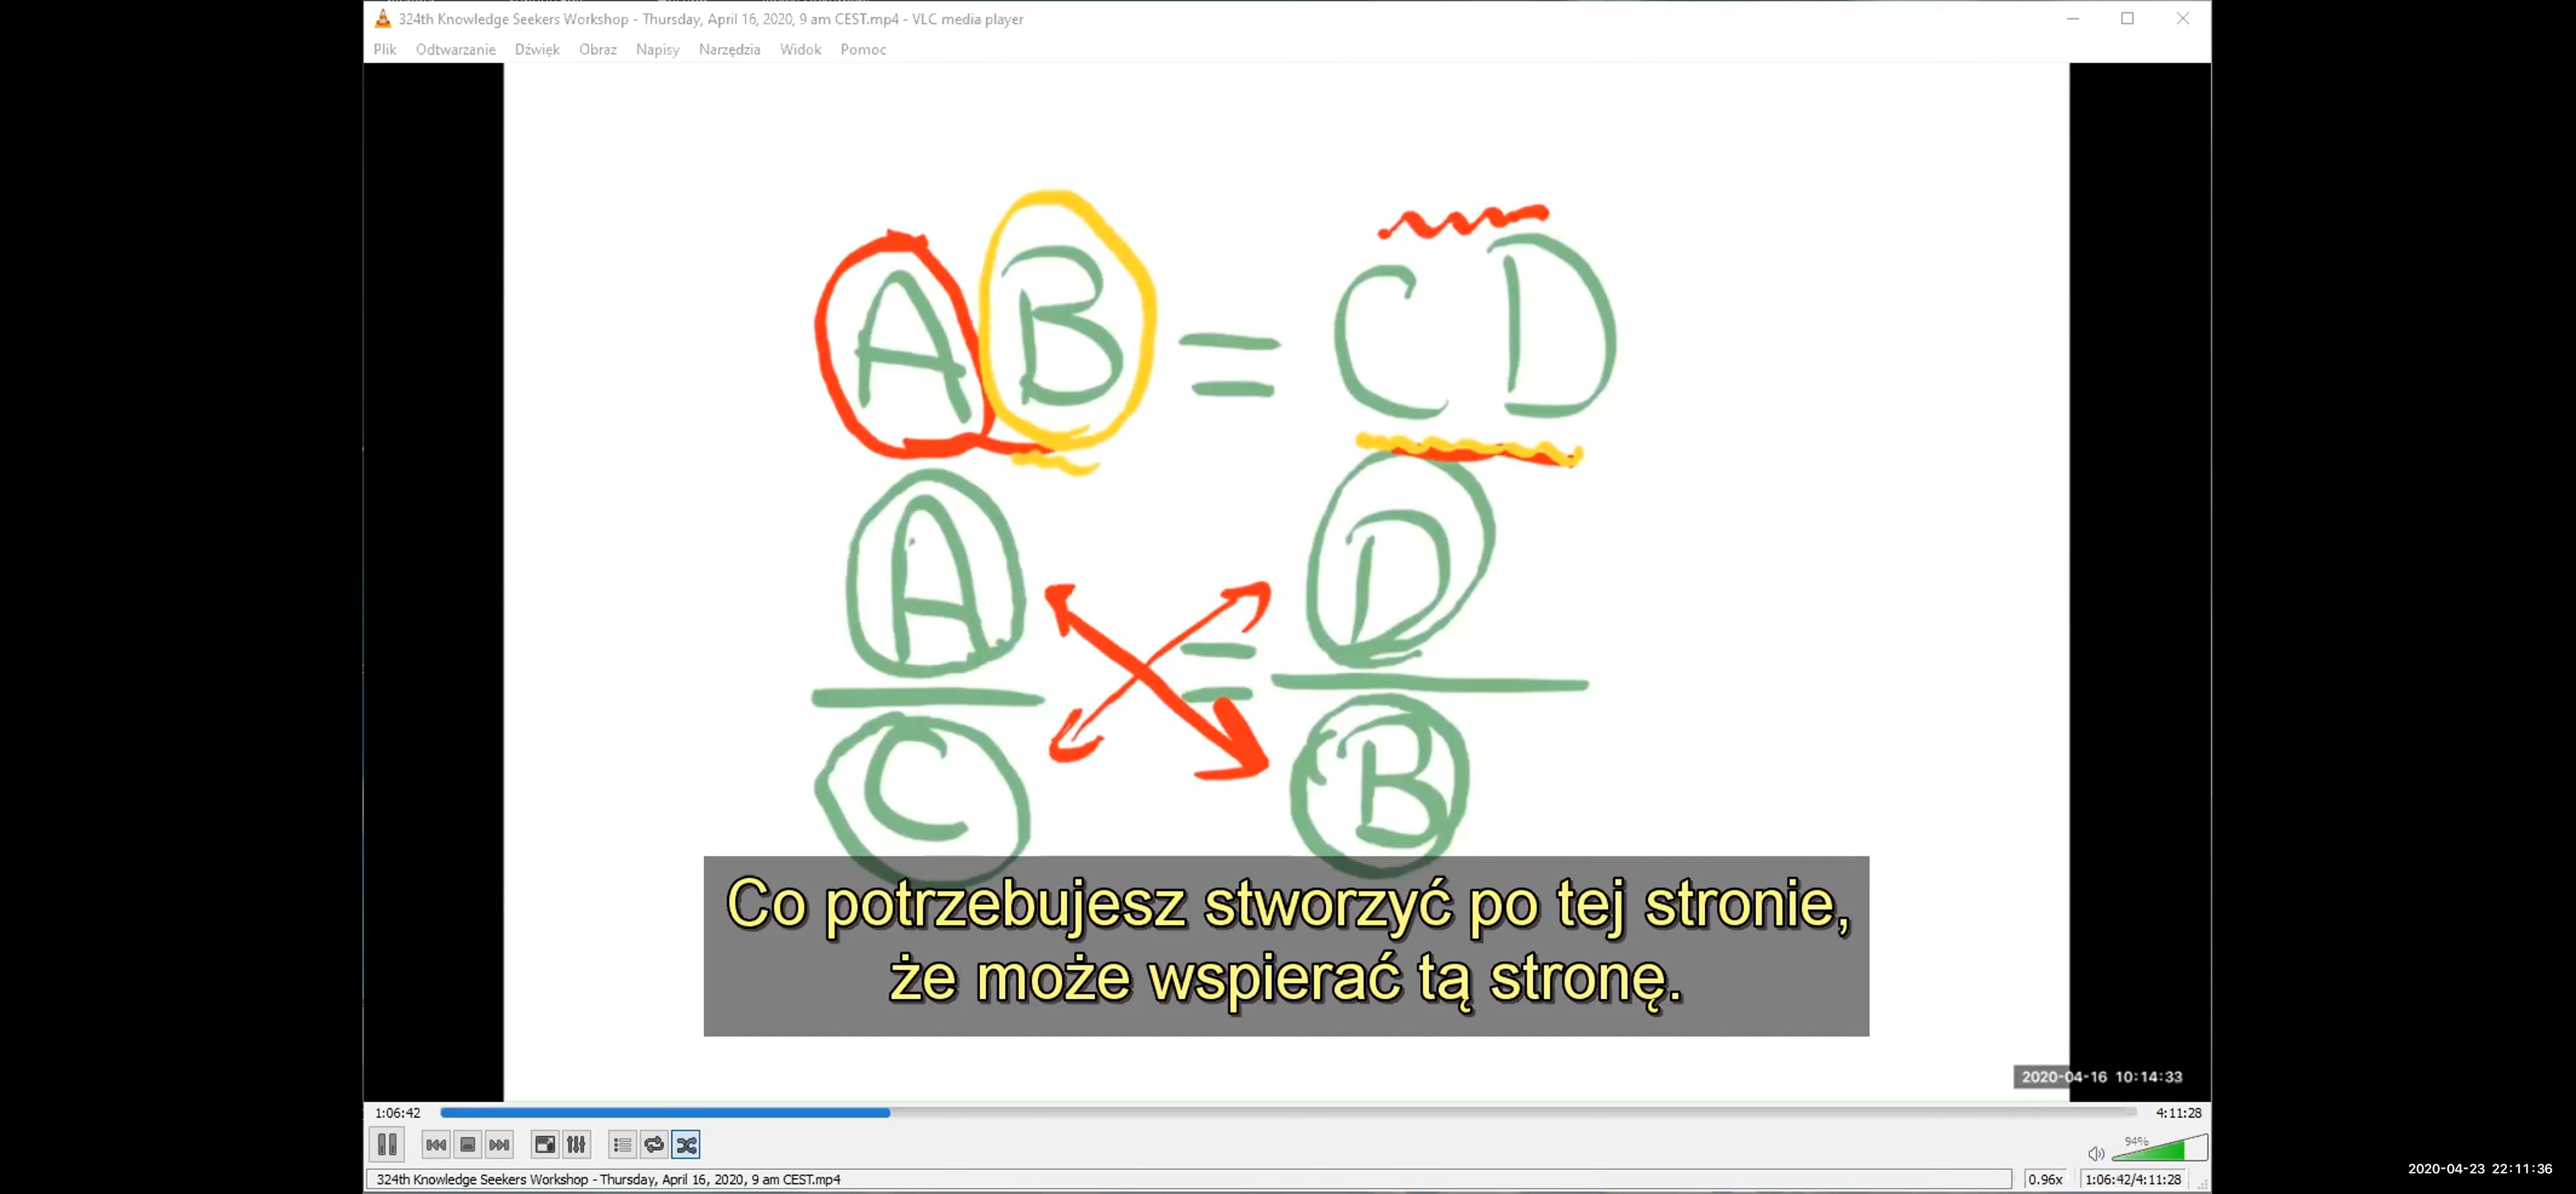 324th Knowledge Seekers Workshop - Thursday, April 16, 2020, 9 am CEST.mp4 - VLC media player
Plik Odtwarzanie Dźwięk Obraz Napisy Narzędzia Widok Pomoc
AB = CD
A = D
C B
Co potrzebujesz stworzyć po tej stronie,
że może wspierać tą stronę.
2020-04-16 10:14:33
1:06:42 4:11:28
94%
324th Knowledge Seekers Workshop - Thursday, April 16, 2020, 9 am CEST.mp4 0.96x 1:06:42/4:11:28
2020-04-23 22:11:36